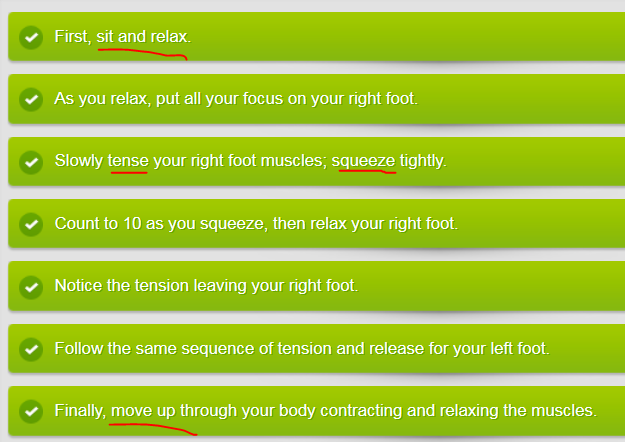 First, sit and relax.
As you relax, put all your focus on your right foot.
Slowly tense your right foot muscles; squeeze tightly.
Count to 10 as you squeeze, then relax your right foot.
Notice the tension leaving your right foot.
Follow the same sequence of tension and release for your left foot.
Finally, move up through your body contracting and relaxing the muscles.